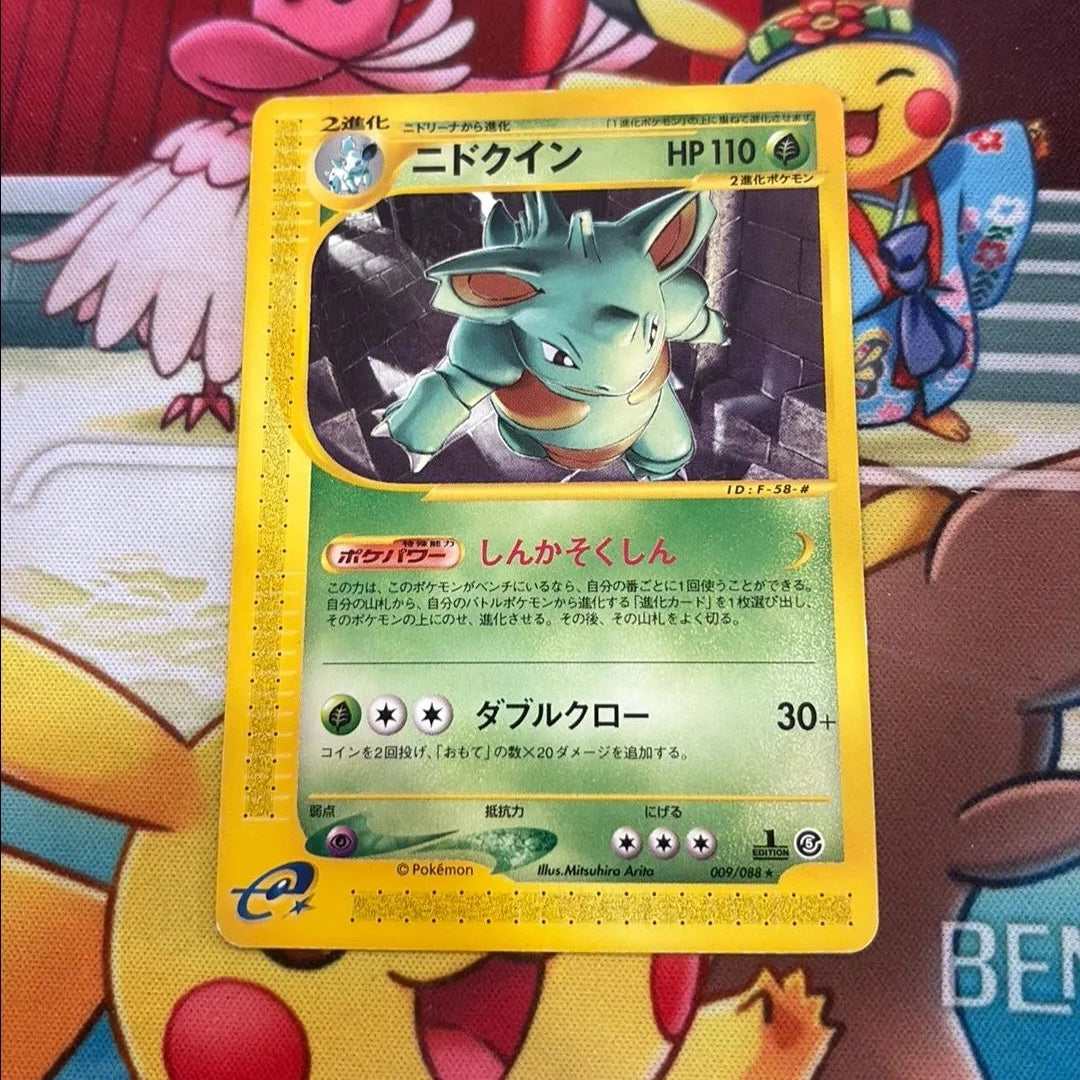 2進化 ニドリーナから進化 「1進化ポケモン」の上に重ねて進化させます
ニドクイン HP 110
2進化ポケモン
ID : F-58-#
特殊能力
ポケパワー しんかそくしん
この力は、このポケモンがベンチにいるなら、自分の番ごとに1回使うことができる。
自分の山札から、自分のバトルポケモンから進化する「進化カード」を1枚選び出し、
そのポケモンの上にのせ、進化させる。その後、その山札をよく切る。
ダブルクロー 30+
コインを2回投げ、「おもて」の数×20ダメージを追加する。
弱点 抵抗力 にげる
1 EDITION
©Pokémon Illus.Mitsuhiro Arita 009/088 ★
e
BEN